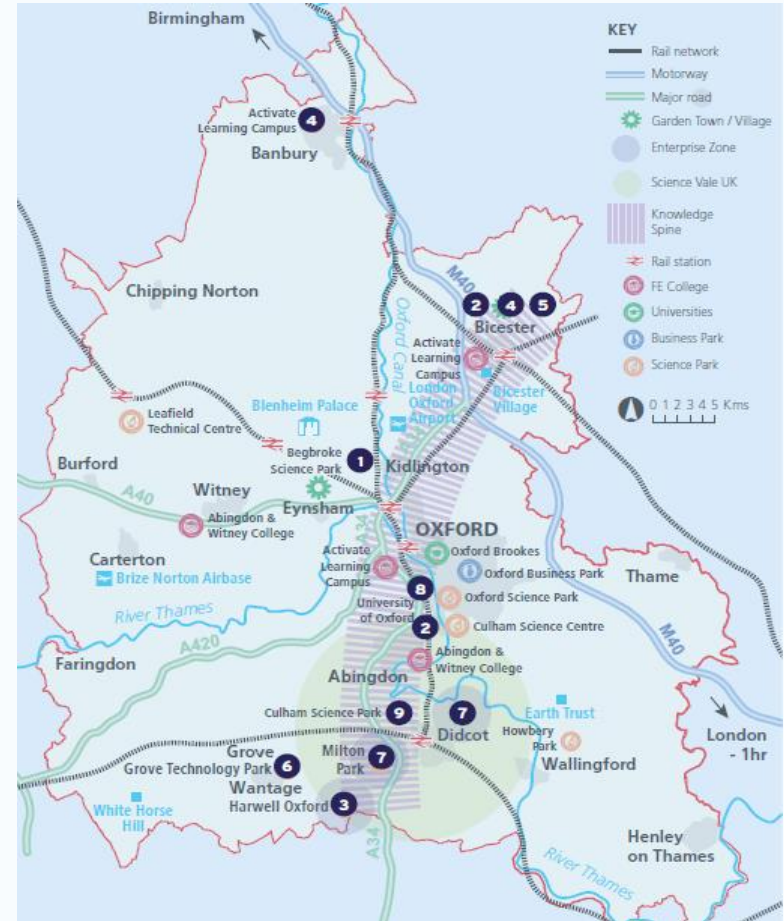 Birmingham
KEY
Rail network
Motorway
Major road
Garden Town / Village
Enterprise Zone
Science Vale UK
Knowledge
Spine
Rail station
FE College
Universities
Business Park
Science Park
0 1 2 3 4 5 Kms
Activate
Learning Campus
4
Banbury
Chipping Norton
Oxford Canal
M40
2
4
5
Bicester
Activate
Learning
Campus
Bicester
Village
London
Oxford
Airport
Leafield
Technical Centre
Blenheim Palace
Begbroke
Science Park
1
Kidlington
Burford
A40
Witney
Eynsham
A34
OXFORD
Abingdon &
Witney College
Oxford Brookes
Activate
Learning
Campus
Oxford Business Park
Thame
Carterton
Brize Norton Airbase
8
Oxford Science Park
University
of Oxford
2
Culham Science Centre
River Thames
M40
A420
Faringdon
Abingdon &
Witney College
Abingdon
Culham Science Park
9
7
Didcot
Earth Trust
Howbery
Park
London
- 1hr
Grove
Grove Technology Park
6
Milton
Park
7
Wallingford
Wantage
Harwell Oxford
3
White Horse
Hill
A34
Henley
on Thames
River Thames